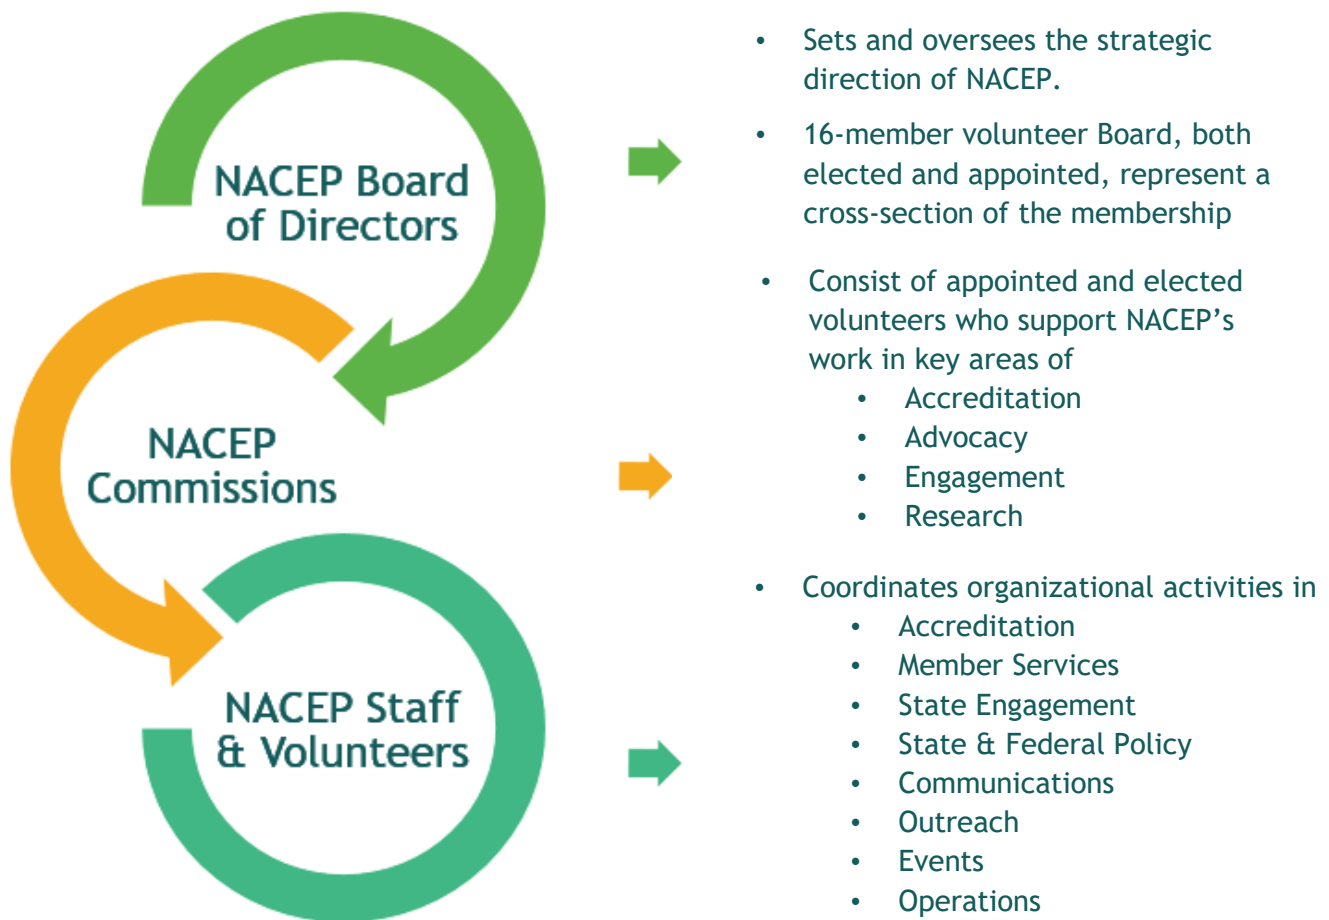 NACEP Board
of Directors
• Sets and oversees the strategic
direction of NACEP.
• 16-member volunteer Board, both
elected and appointed, represent a
cross-section of the membership
NACEP
Commissions
• Consist of appointed and elected
volunteers who support NACEP’s
work in key areas of
• Accreditation
• Advocacy
• Engagement
• Research
NACEP Staff
& Volunteers
• Coordinates organizational activities in
• Accreditation
• Member Services
• State Engagement
• State & Federal Policy
• Communications
• Outreach
• Events
• Operations